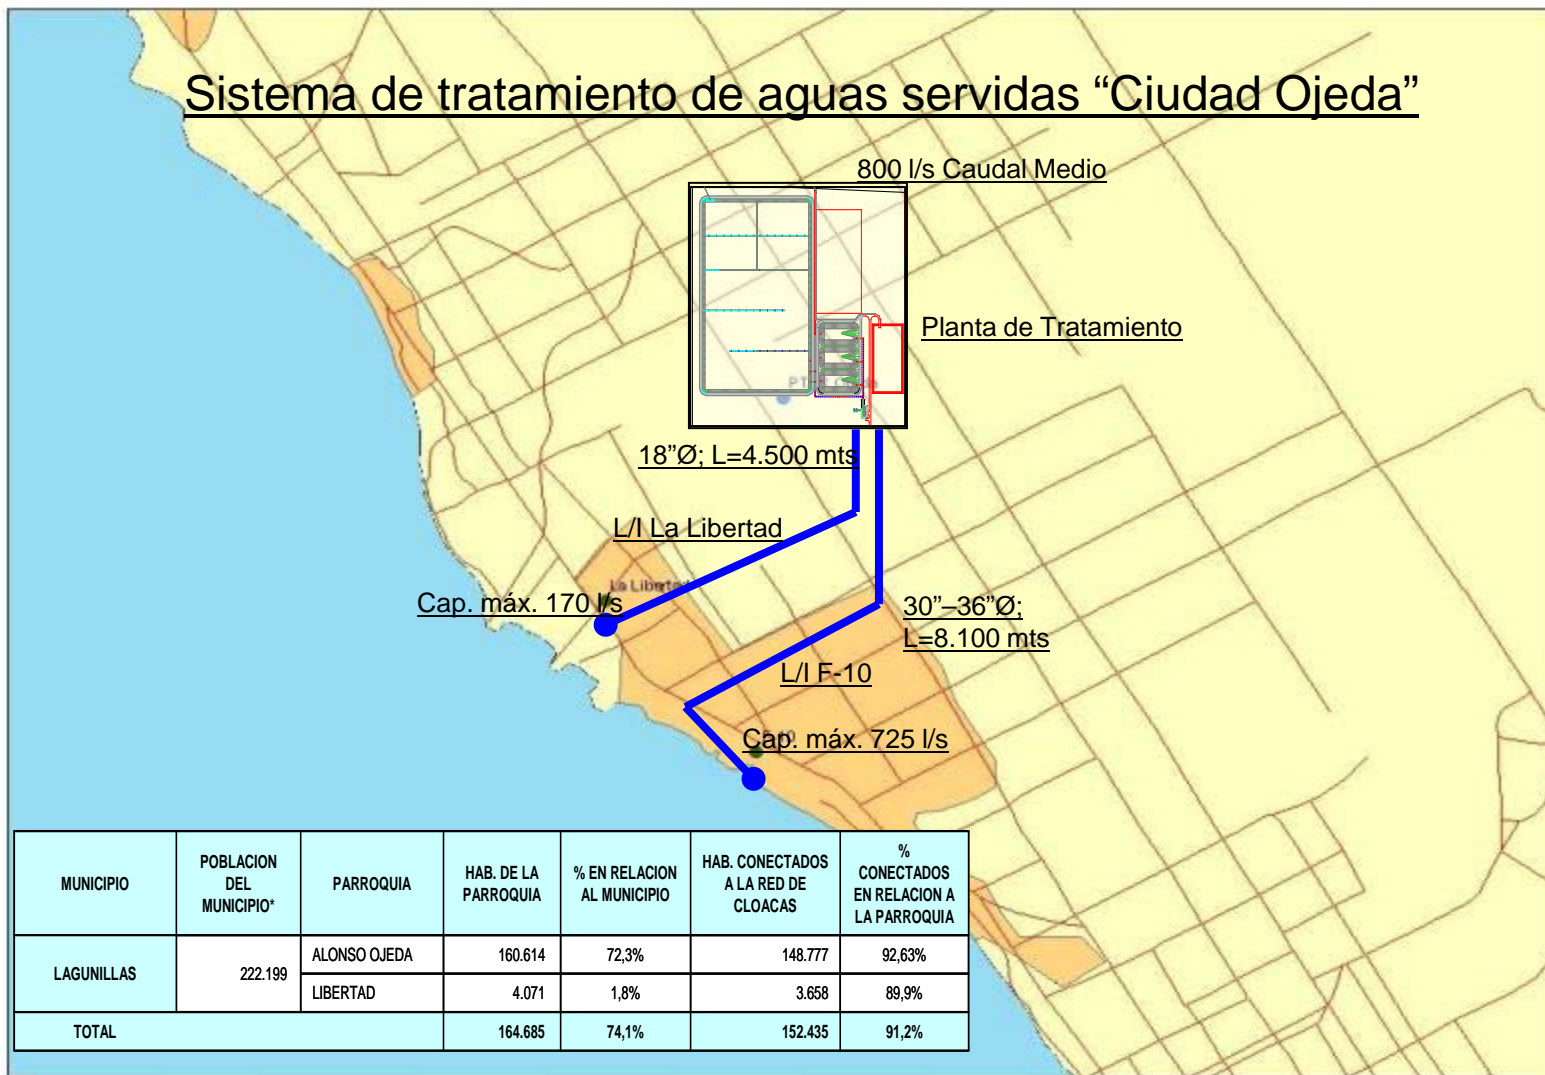 Sistema de tratamiento de aguas servidas “Ciudad Ojeda”
800 l/s Caudal Medio
Planta de Tratamiento
18”Ø; L=4.500 mts
L/I La Libertad
La Libertad
Cap. máx. 170 l/s
30”–36”Ø;
L=8.100 mts
L/I F-10
Cap. máx. 725 l/s
MUNICIPIO
POBLACION
DEL
MUNICIPIO*
PARROQUIA
HAB. DE LA
PARROQUIA
% EN RELACION
AL MUNICIPIO
HAB. CONECTADOS
A LA RED DE
CLOACAS
%
CONECTADOS
EN RELACION A
LA PARROQUIA
LAGUNILLAS
222.199
ALONSO OJEDA
160.614
72,3%
148.777
92,63%
LIBERTAD
4.071
1,8%
3.658
89,9%
TOTAL
164.685
74,1%
152.435
91,2%